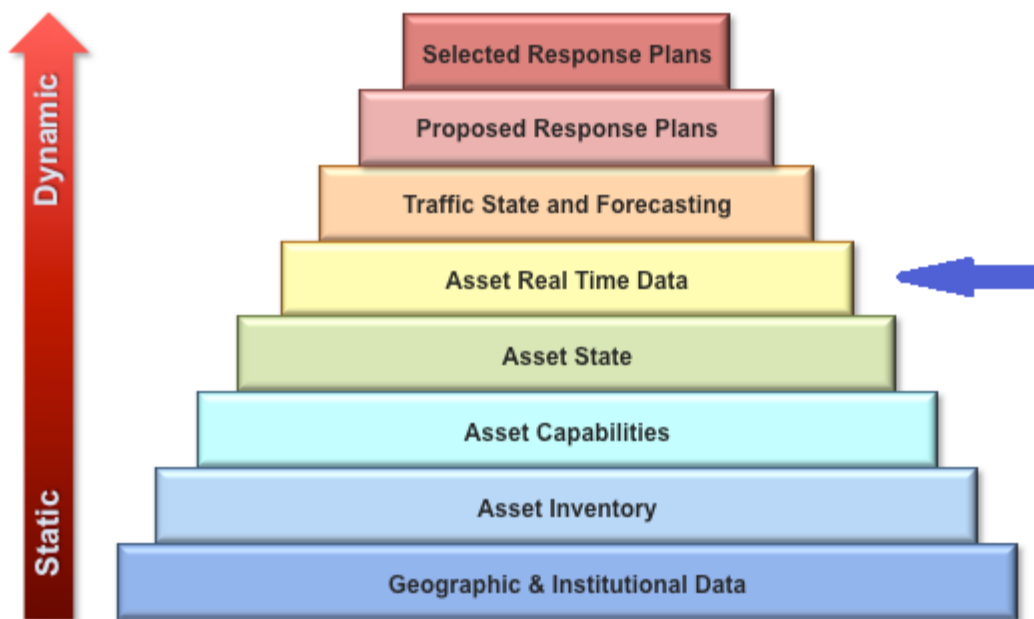 Dynamic
Static
Selected Response Plans
Proposed Response Plans
Traffic State and Forecasting
Asset Real Time Data
Asset State
Asset Capabilities
Asset Inventory
Geographic & Institutional Data